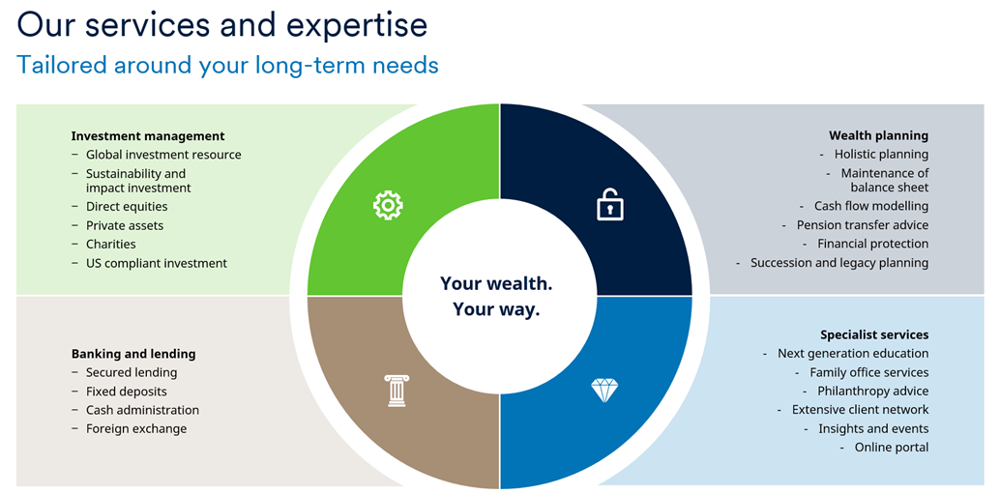 Our services and expertise
Tailored around your long-term needs
Investment management
– Global investment resource
– Sustainability and
impact investment
– Direct equities
– Private assets
– Charities
– US compliant investment
Wealth planning
- Holistic planning
- Maintenance of
balance sheet
- Cash flow modelling
- Pension transfer advice
- Financial protection
- Succession and legacy planning
Your wealth.
Your way.
Banking and lending
– Secured lending
– Fixed deposits
– Cash administration
– Foreign exchange
Specialist services
- Next generation education
- Family office services
- Philanthropy advice
- Extensive client network
- Insights and events
- Online portal